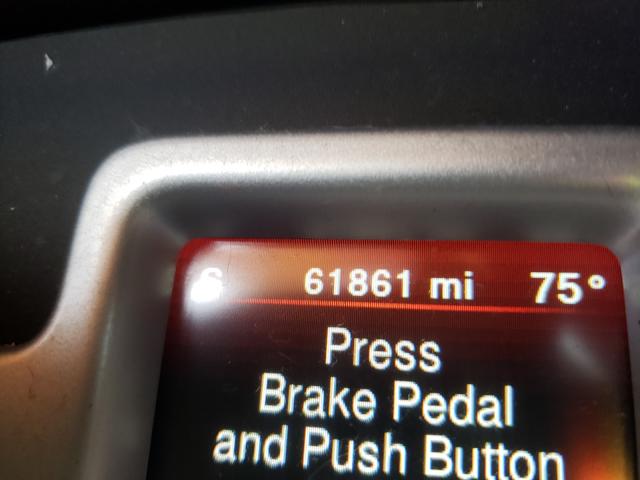 S 61861 mi 75°
Press
Brake Pedal
and Push Button